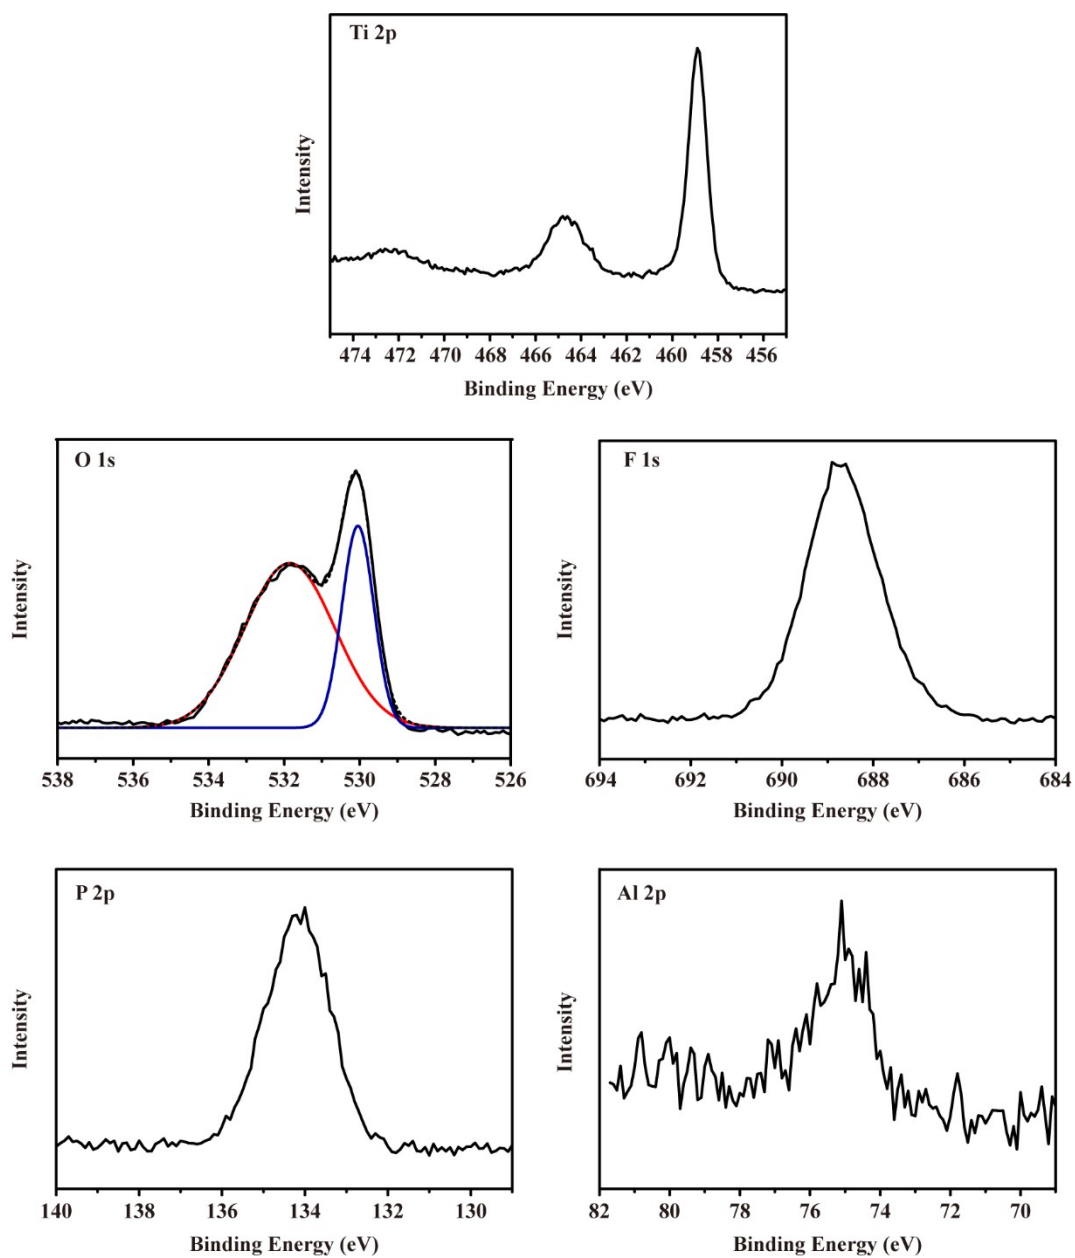 Ti 2p
Intensity
474 472 470 468 466 464 462 460 458 456
Binding Energy (eV)
O 1s
Intensity
538 536 534 532 530 528 526
Binding Energy (eV)
F 1s
Intensity
694 692 690 688 686 684
Binding Energy (eV)
P 2p
Intensity
140 138 136 134 132 130
Binding Energy (eV)
Al 2p
Intensity
82 80 78 76 74 72 70
Binding Energy (eV)